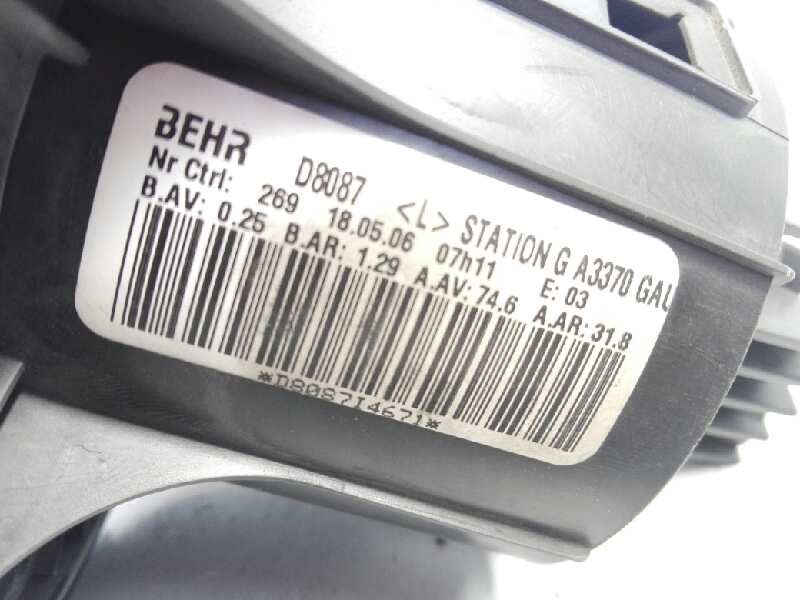 BEHR D8087 <L> STATION G A3370 GAU
Nr Ctrl: 269 18.05.06 07h11 E: 03
B.AV: 0.25 B.AR: 1.29 A.AV: 74.6 A.AR: 31.8
*D8087I4671*